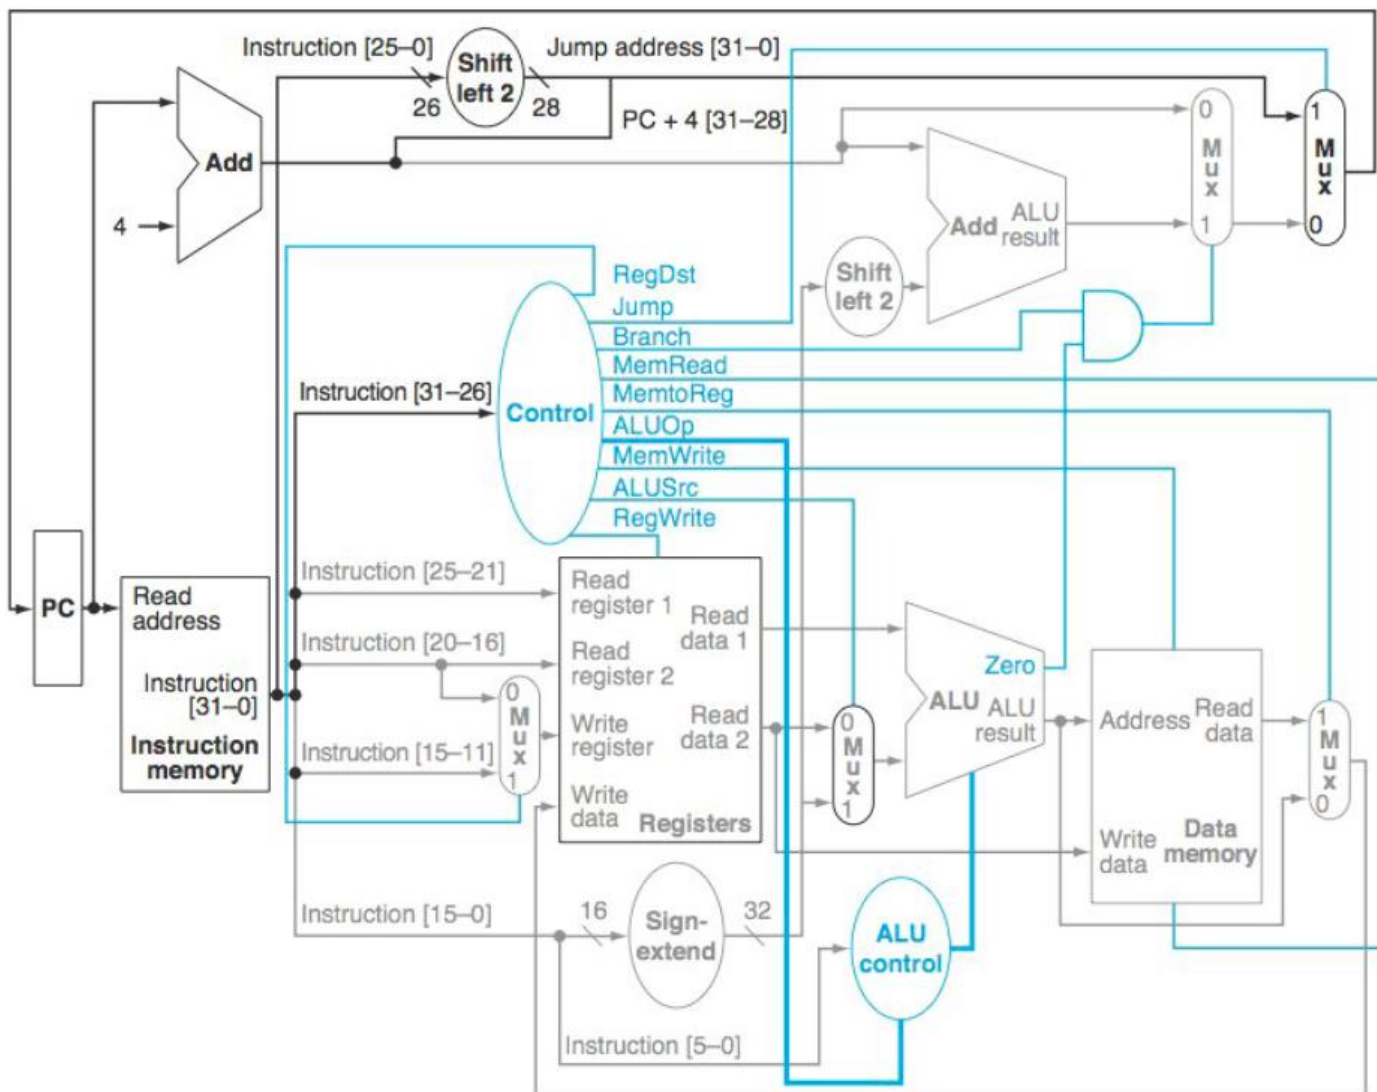 Instruction [25–0]
Shift
left 2
Jump address [31–0]
26
28
PC + 4 [31–28]
Add
4
0
M
u
x
1
1
M
u
x
0
Add
ALU
result
Shift
left 2
RegDst
Jump
Branch
MemRead
MemtoReg
ALUOp
MemWrite
ALUSrc
RegWrite
Instruction [31–26]
Control
PC
Read
address
Instruction
[31–0]
Instruction
memory
Instruction [25–21]
Instruction [20–16]
Instruction [15–11]
0
M
u
x
1
Read
register 1
Read
register 2
Write
register
Write
data
Read
data 1
Read
data 2
Registers
0
M
u
x
1
Zero
ALU
ALU
result
Address
Read
data
Write
data
Data
memory
1
M
u
x
0
Instruction [15–0]
16
Sign-
extend
32
ALU
control
Instruction [5–0]